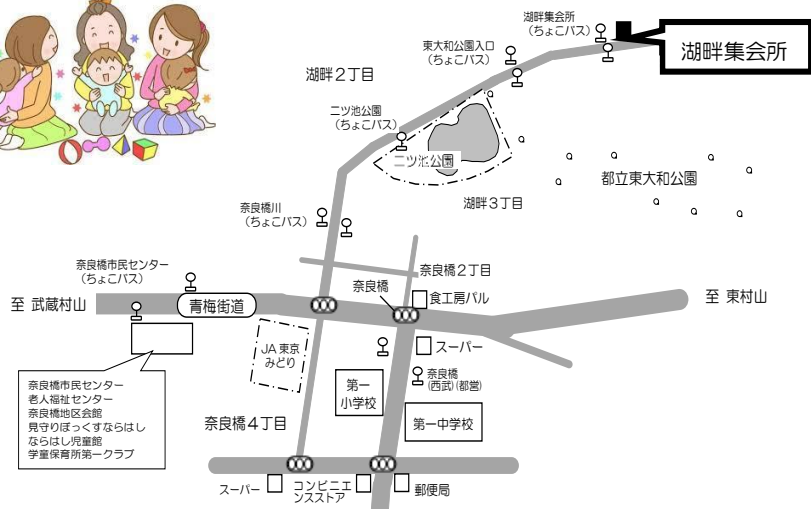 湖畔集会所
（ちょこバス）
湖畔集会所
東大和公園入口
（ちょこバス）
湖畔２丁目
二ツ池公園
（ちょこバス）
二ツ池公園
都立東大和公園
湖畔３丁目
奈良橋川
（ちょこバス）
奈良橋市民センター
（ちょこバス）
奈良橋２丁目
奈良橋
至 武蔵村山
青梅街道
食工房パル
至 東村山
JA 東京
みどり
スーパー
奈良橋
(西武)(都営)
第一
小学校
奈良橋市民センター
老人福祉センター
奈良橋地区会館
見守りぼっくすならはし
ならはし児童館
学童保育所第一クラブ
奈良橋４丁目
第一中学校
スーパー
コンビニエ
ンスストア
郵便局